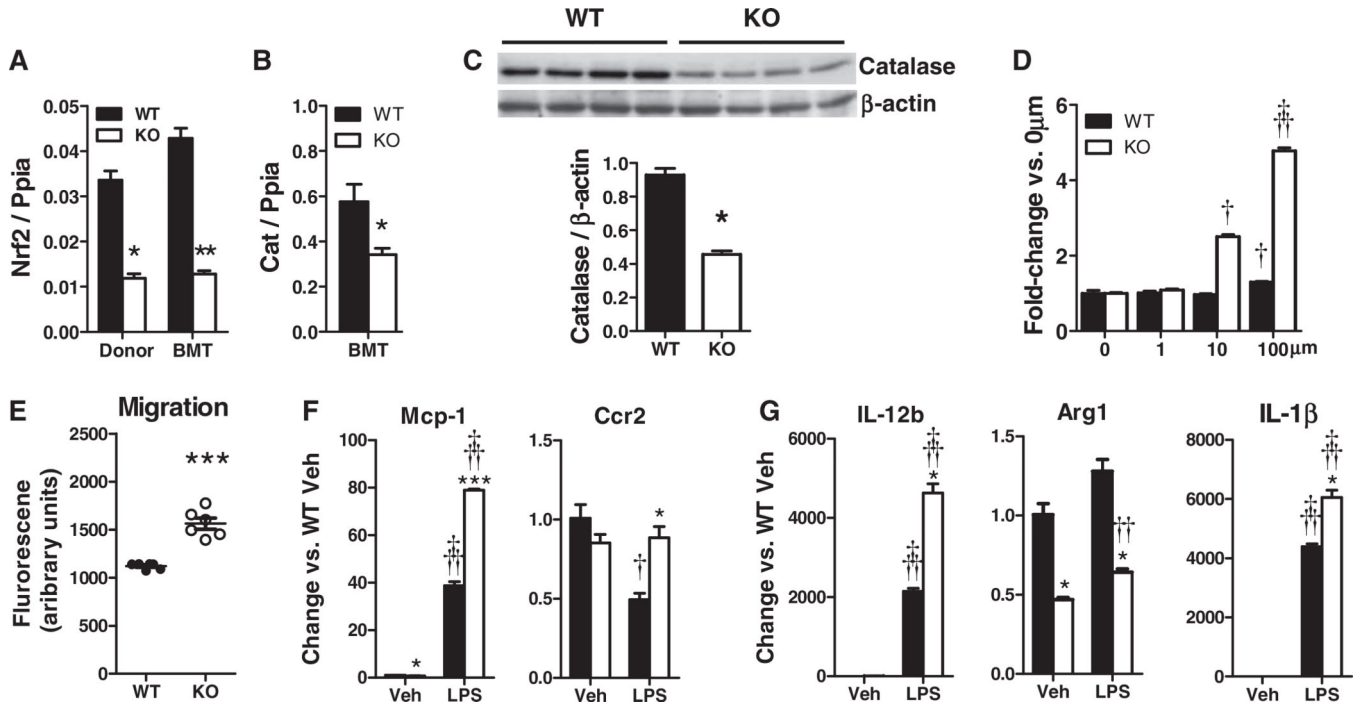 WT KO
A B C D
Catalase
β-actin
Nrf2 / Ppia
0.05
0.04
0.03
0.02
0.01
0.00
WT
KO
*
**
Donor BMT
Cat / Ppia
1.0
0.8
0.6
0.4
0.2
0.0
WT
KO
*
BMT
Catalase / β-actin
1.0
0.8
0.6
0.4
0.2
0.0
*
WT KO
Fold-change vs. 0μm
6
4
2
0
WT
KO
†
†
‡
††
0 1 10 100μm
E
Migration
Flurorescene
(aribrary units)
2500
2000
1500
1000
500
0
***
WT KO
F
Mcp-1
Change vs. WT Veh
100
80
60
40
20
0
*
‡
††
‡
††
***
Veh LPS
Ccr2
1.5
1.0
0.5
0.0
†
*
Veh LPS
G
IL-12b
Change vs. WT Veh
6000
4000
2000
0
‡
††
‡
††
*
Veh LPS
Arg1
1.5
1.0
0.5
0.0
*
††
*
Veh LPS
IL-1β
8000
6000
4000
2000
0
‡
††
‡
††
*
Veh LPS